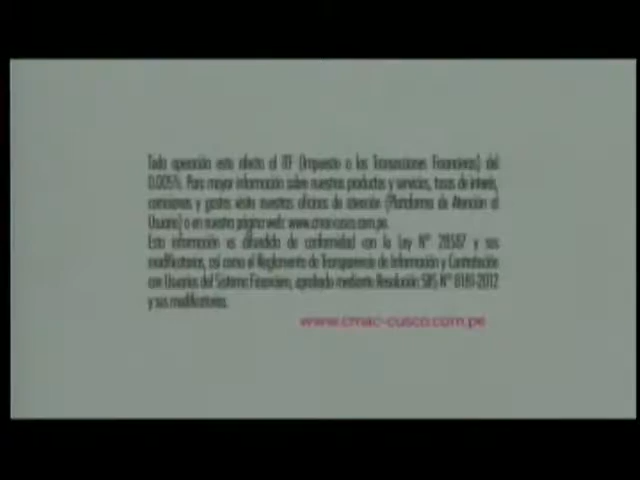 Toda operación esta afecta al ITF (Impuesto a las Transacciones Financieras) del
0.005%. Para mayor información sobre nuestros productos y servicios, tasas de interés,
comisiones y gastos visite nuestras oficinas de atención (Plataforma de Atención al
Usuario) o en nuestra página web: www.cmac-cusco.com.pe.
Esta información es difundida de conformidad con la Ley N° 28587 y sus
modificatorias, así como el Reglamento de Transparencia de Información y Contratación
con Usuarios del Sistema Financiero, aprobado mediante Resolución SBS N° 8181-2012
y sus modificatorias.
www.cmac-cusco.com.pe